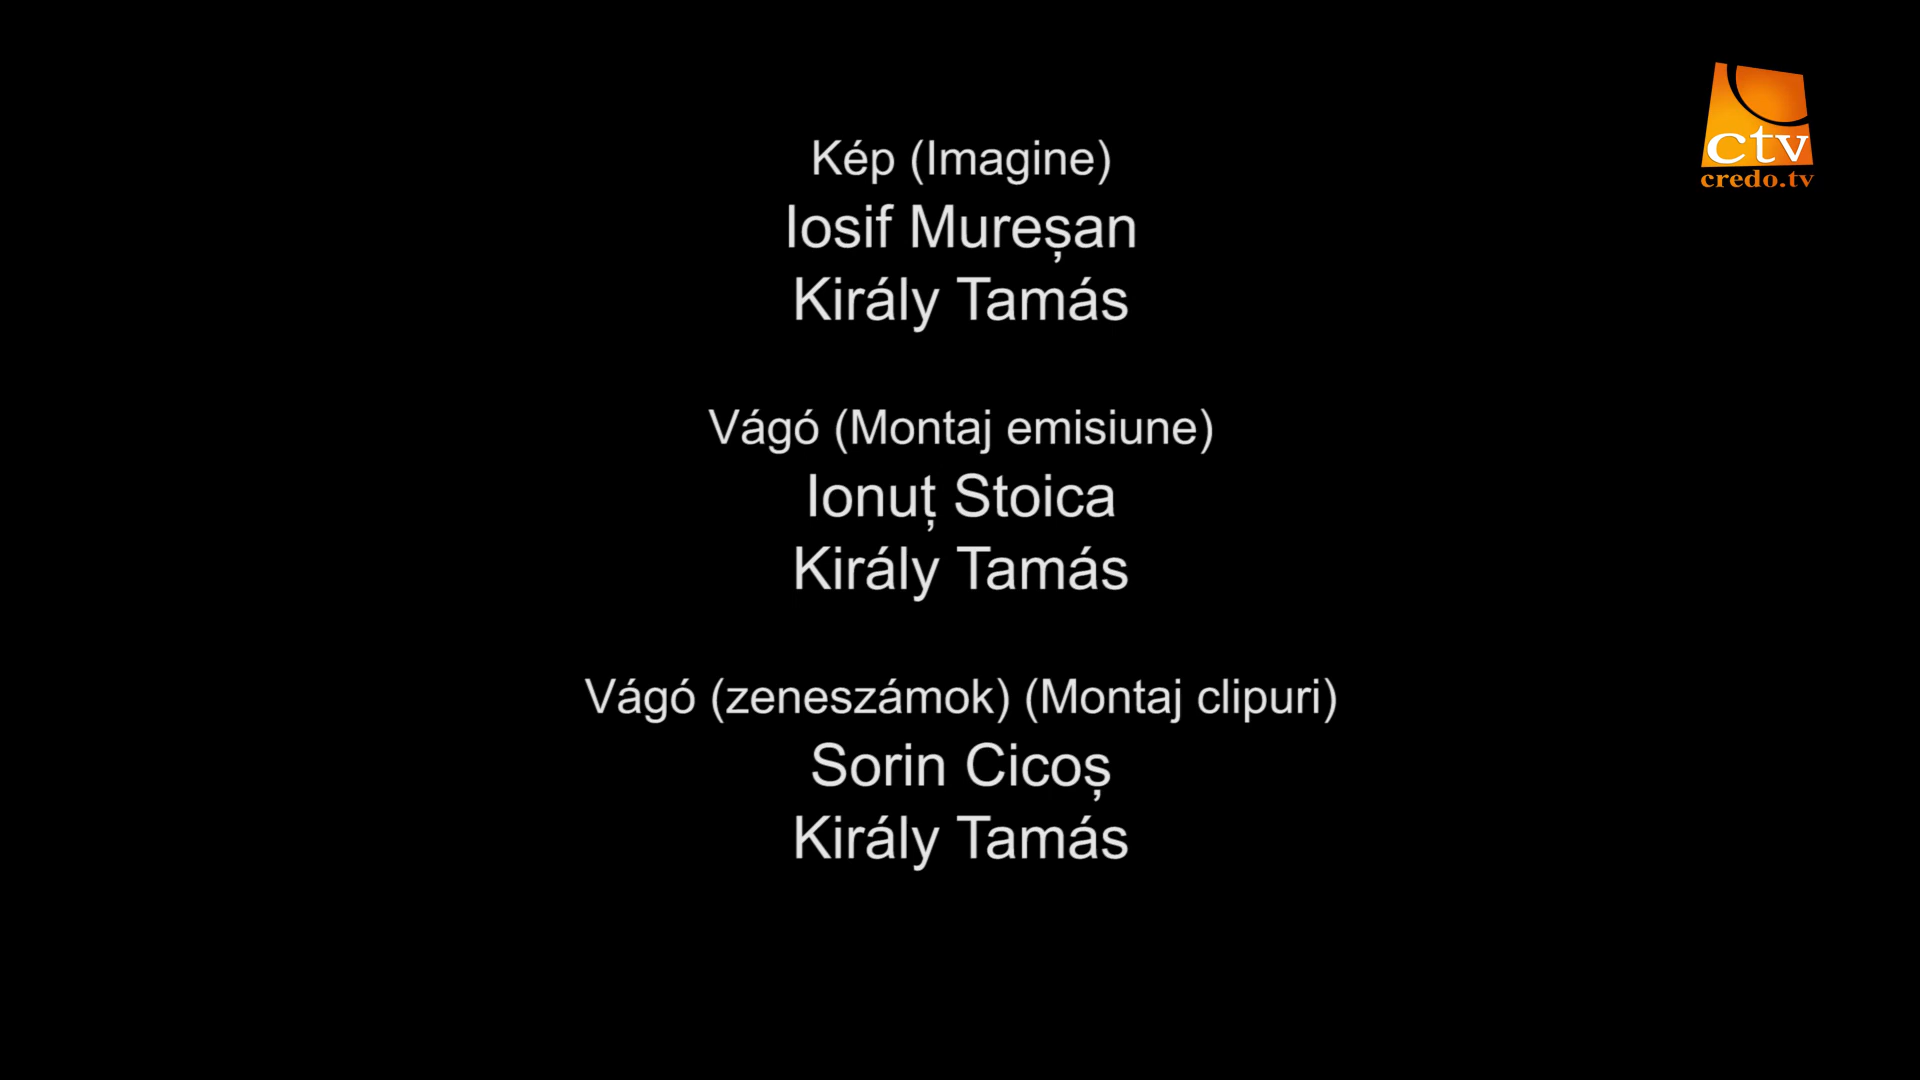 ctv
credo.tv
Kép (Imagine)
Iosif Mureșan
Király Tamás
Vágó (Montaj emisiune)
Ionuț Stoica
Király Tamás
Vágó (zeneszámok) (Montaj clipuri)
Sorin Cicoș
Király Tamás